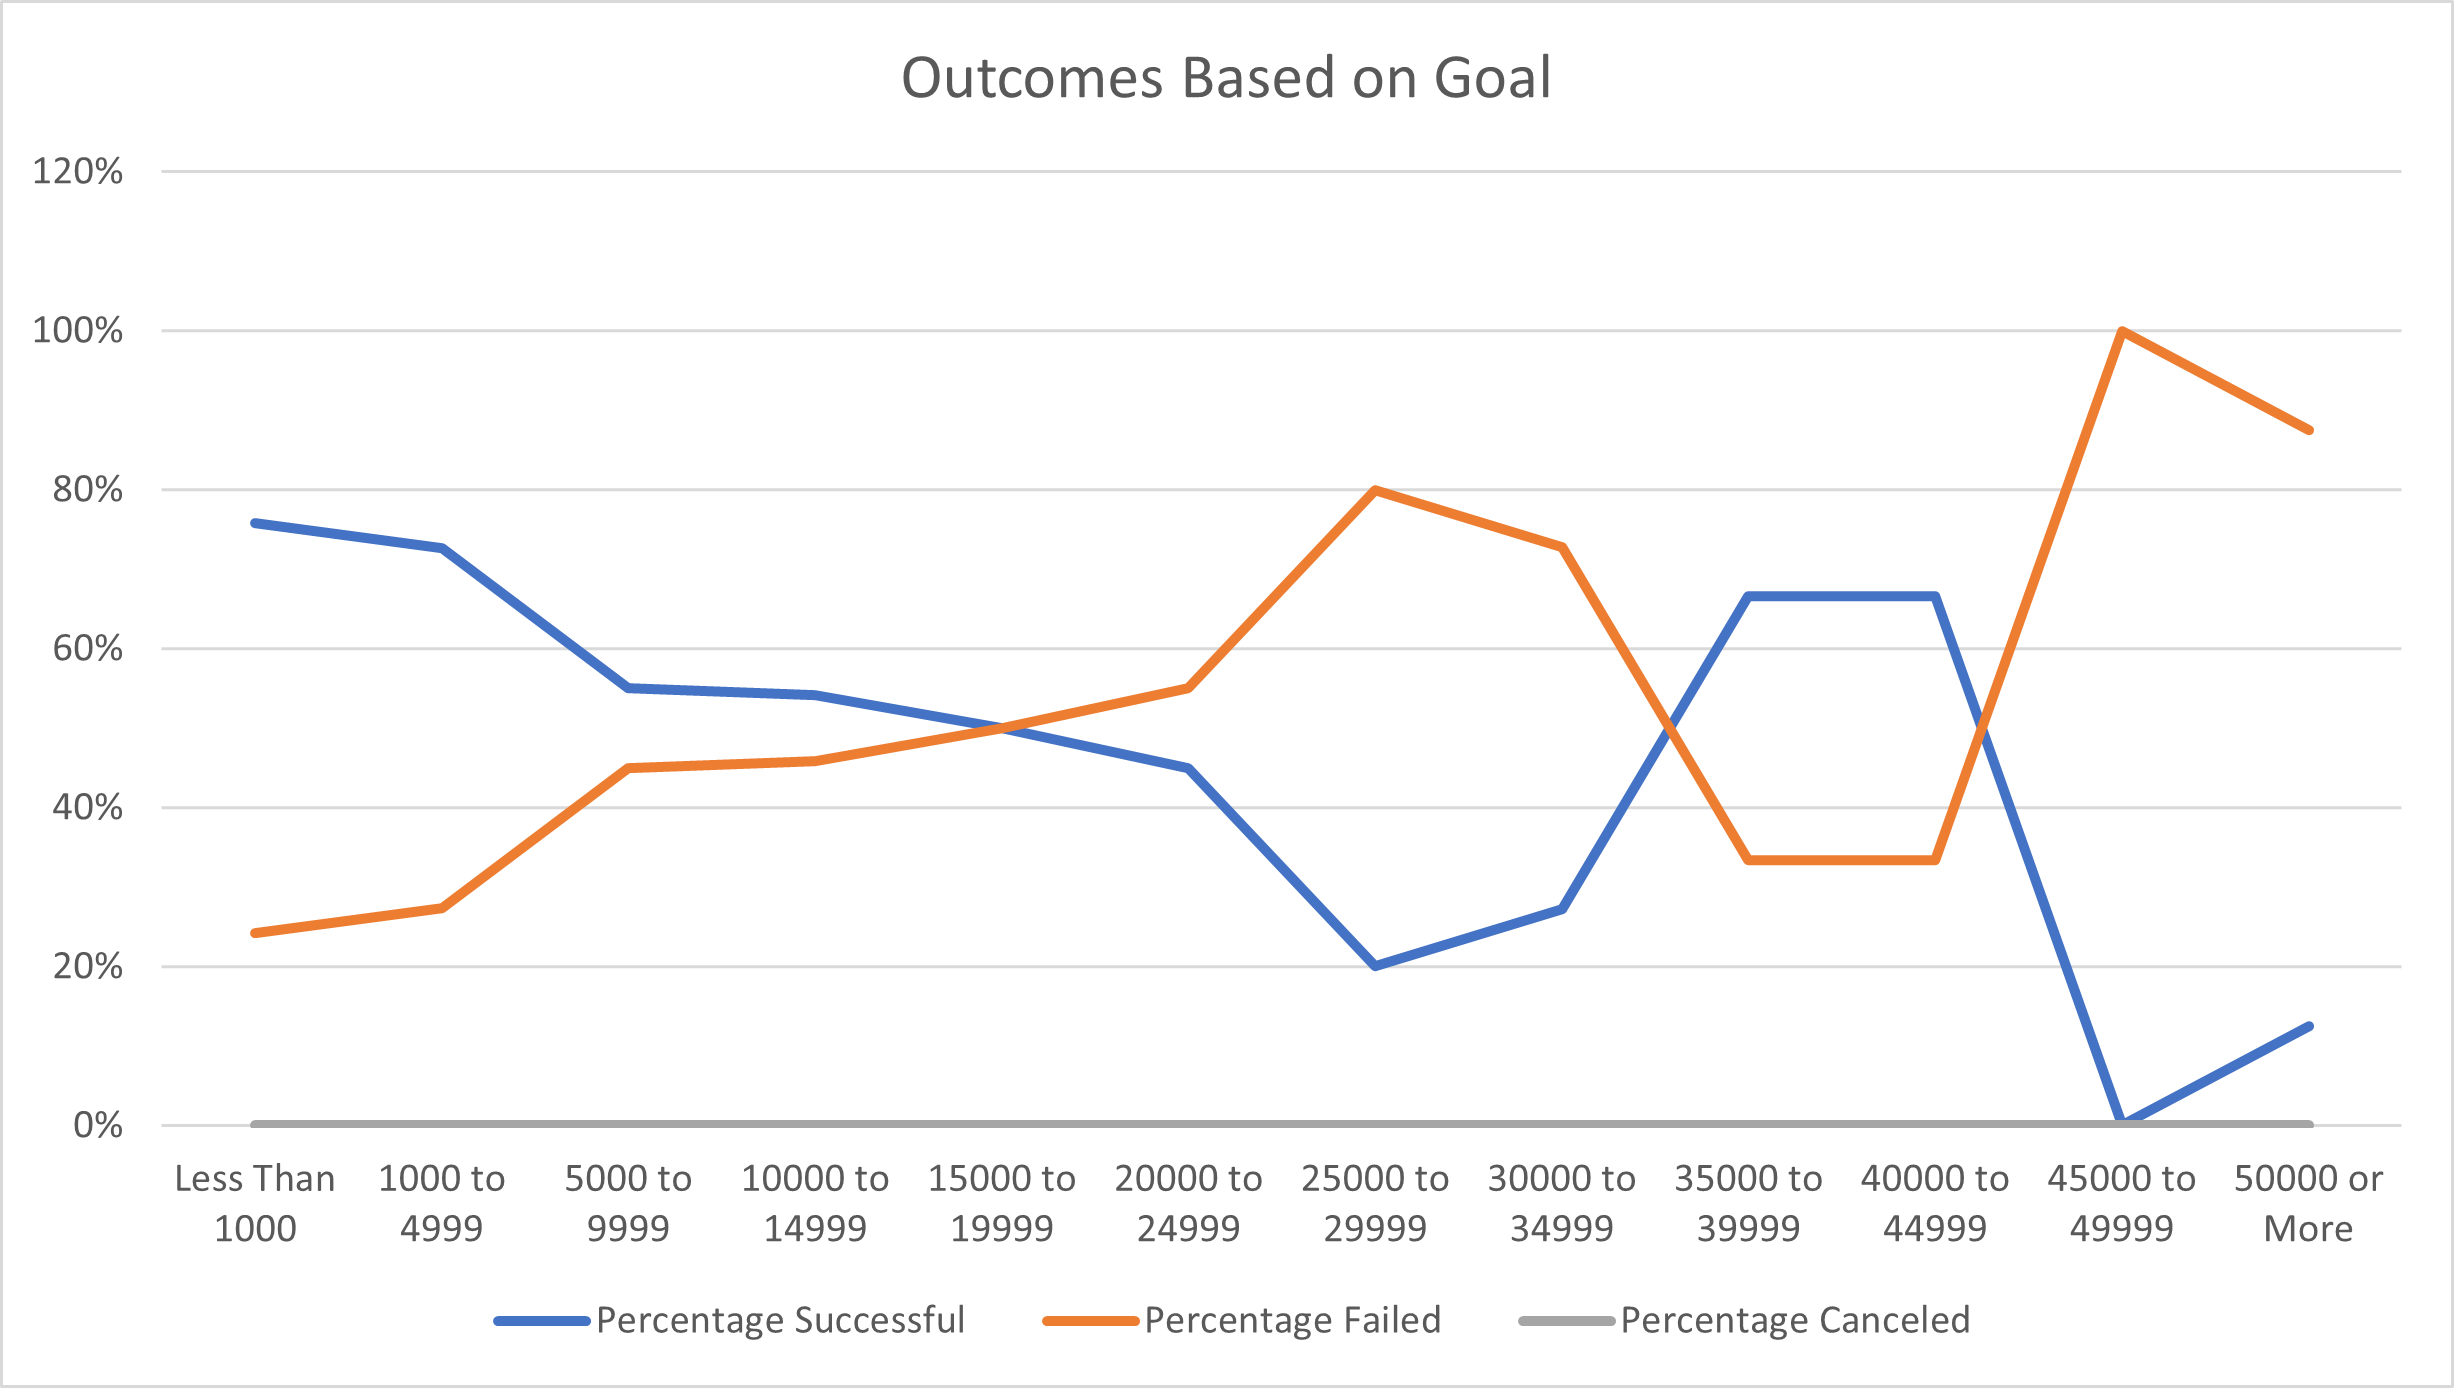 Outcomes Based on Goal
120%
100%
80%
60%
40%
20%
0%
Less Than 1000 to 5000 to 10000 to 15000 to 20000 to 25000 to 30000 to 35000 to 40000 to 45000 to 50000 or
1000 4999 9999 14999 19999 24999 29999 34999 39999 44999 49999 More
Percentage Successful Percentage Failed Percentage Canceled